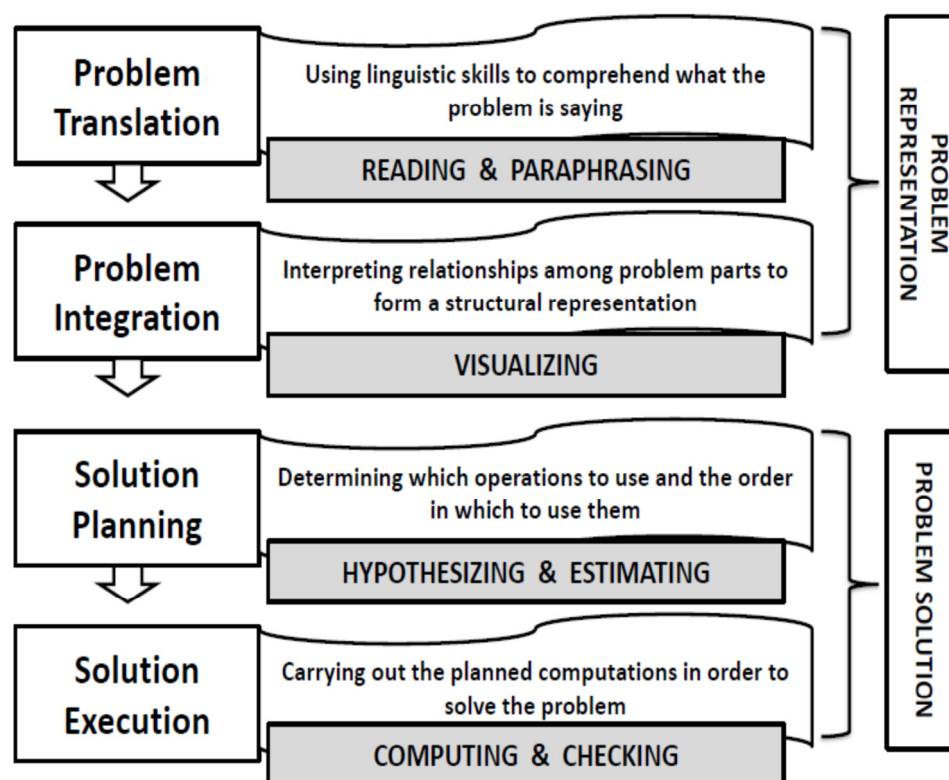 Problem
Translation
Using linguistic skills to comprehend what the
problem is saying
READING & PARAPHRASING
Problem
Integration
Interpreting relationships among problem parts to
form a structural representation
VISUALIZING
PROBLEM
REPRESENTATION
Solution
Planning
Determining which operations to use and the order
in which to use them
HYPOTHESIZING & ESTIMATING
Solution
Execution
Carrying out the planned computations in order to
solve the problem
COMPUTING & CHECKING
PROBLEM SOLUTION